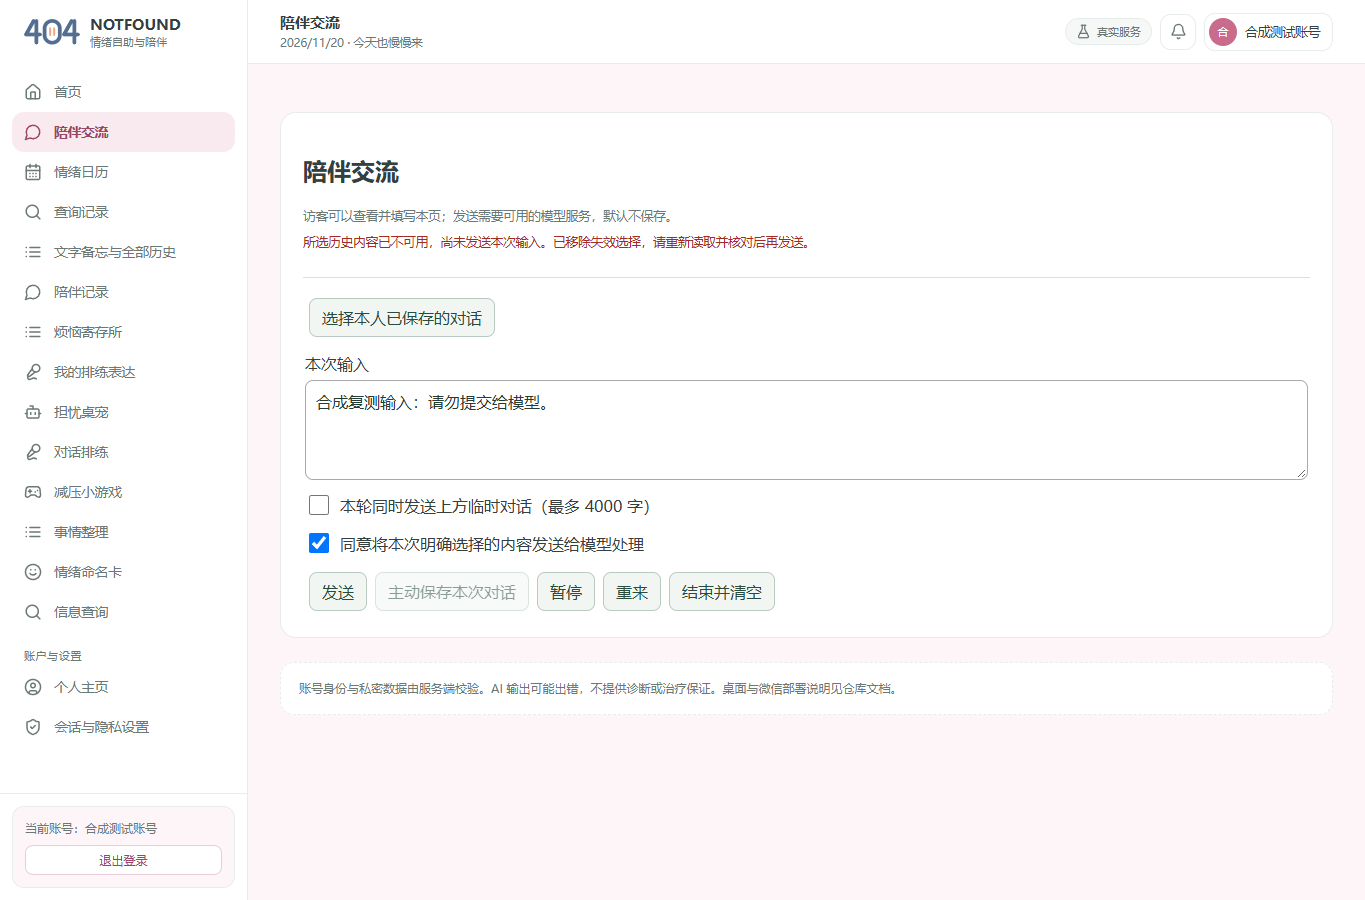 404 NOTFOUND
情绪自助与陪伴
首页
陪伴交流
情绪日历
查询记录
文字备忘与全部历史
陪伴记录
烦恼寄存所
我的排练表达
担忧桌宠
对话排练
减压小游戏
事情整理
情绪命名卡
信息查询
账户与设置
个人主页
会话与隐私设置
当前账号：合成测试账号
退出登录
陪伴交流
2026/11/20 · 今天也慢慢来
真实服务
合 合成测试账号
陪伴交流
访客可以查看并填写本页；发送需要可用的模型服务，默认不保存。
所选历史内容已不可用，尚未发送本次输入。已移除失效选择，请重新读取并核对后再发送。
选择本人已保存的对话
本次输入
合成复测输入：请勿提交给模型。
本轮同时发送上方临时对话（最多 4000 字）
同意将本次明确选择的内容发送给模型处理
发送 主动保存本次对话 暂停 重来 结束并清空
账号身份与私密数据由服务端校验。AI 输出可能出错，不提供诊断或治疗保证。桌面与微信部署说明见仓库文档。